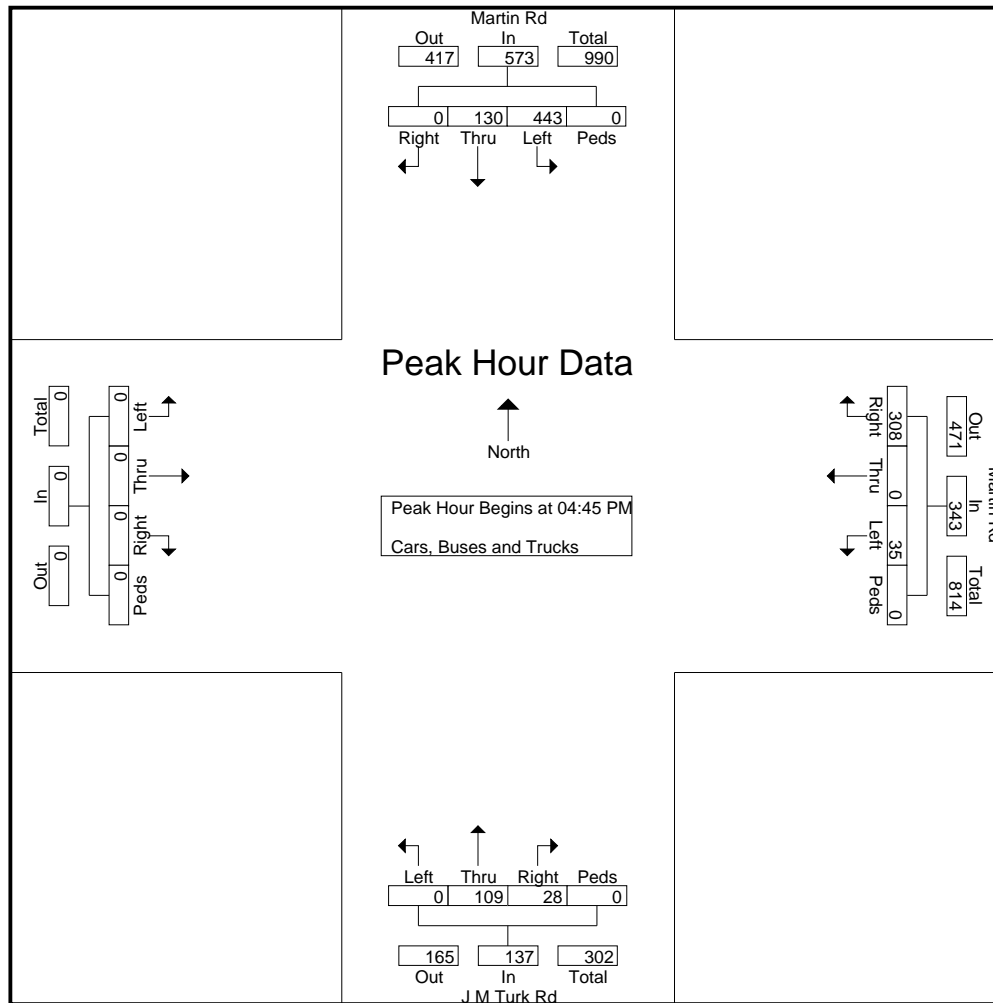 Martin Rd
Out In Total
417 573 990
0 130 443 0
Right Thru Left Peds
Peak Hour Data
North
Peak Hour Begins at 04:45 PM
Cars, Buses and Trucks
Total In Out
0 0 0
0 0 0 0
Left Thru Right Peds
Right Thru Left Peds
308 0 35 0
Out In Total
471 343 814
Martin Rd
Left Thru Right Peds
0 109 28 0
165 137 302
Out In Total
J M Turk Rd